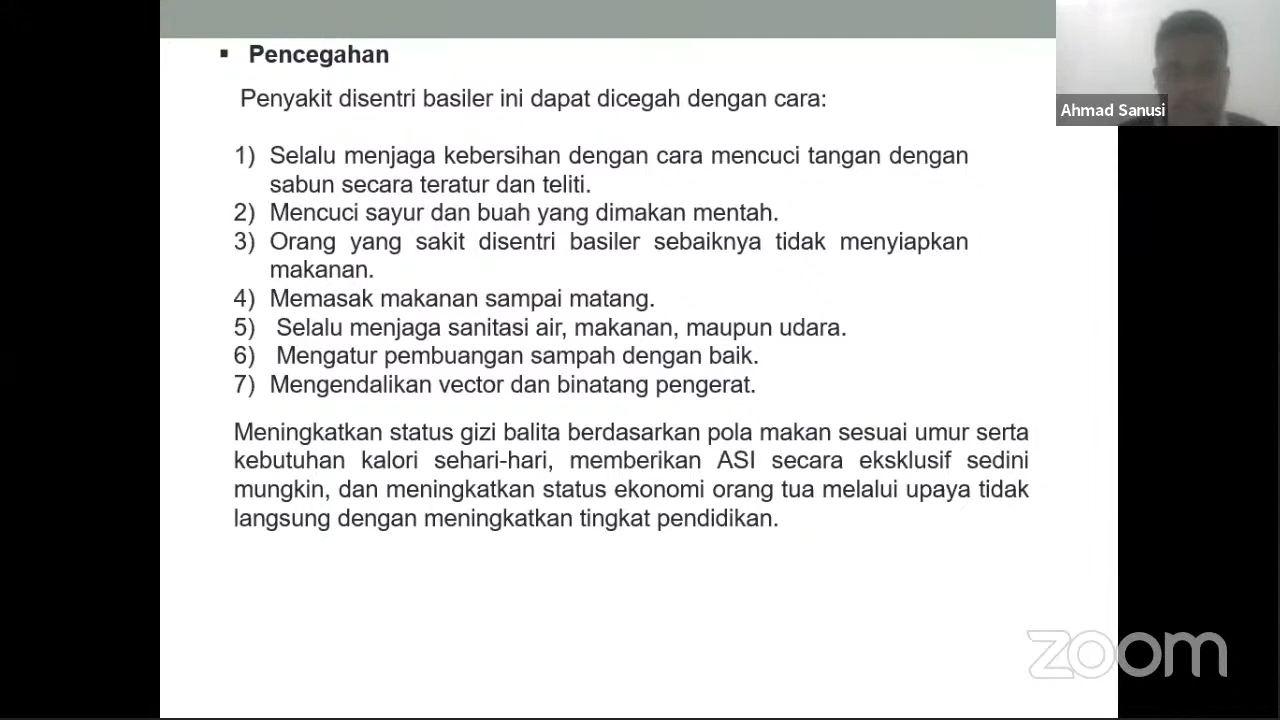 ▪ Pencegahan
Penyakit disentri basiler ini dapat dicegah dengan cara:
Ahmad Sanusi
1) Selalu menjaga kebersihan dengan cara mencuci tangan dengan
sabun secara teratur dan teliti.
2) Mencuci sayur dan buah yang dimakan mentah.
3) Orang yang sakit disentri basiler sebaiknya tidak menyiapkan
makanan.
4) Memasak makanan sampai matang.
5) Selalu menjaga sanitasi air, makanan, maupun udara.
6) Mengatur pembuangan sampah dengan baik.
7) Mengendalikan vector dan binatang pengerat.
Meningkatkan status gizi balita berdasarkan pola makan sesuai umur serta
kebutuhan kalori sehari-hari, memberikan ASI secara eksklusif sedini
mungkin, dan meningkatkan status ekonomi orang tua melalui upaya tidak
langsung dengan meningkatkan tingkat pendidikan.
zoom